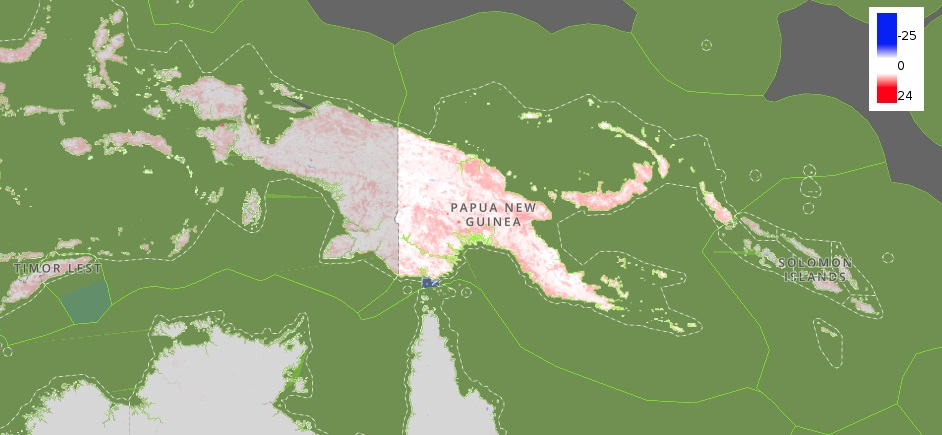 -25
0
24
PAPUA NEW
GUINEA
TIMOR LEST
SOLOMON
ISLANDS